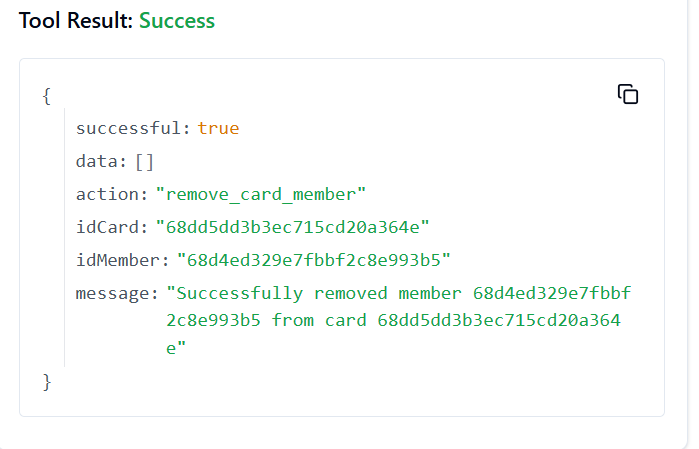 Tool Result: Success
{
successful: true
data: []
action: "remove_card_member"
idCard: "68dd5dd3b3ec715cd20a364e"
idMember: "68d4ed329e7fbbf2c8e993b5"
message: "Successfully removed member 68d4ed329e7fbbf
2c8e993b5 from card 68dd5dd3b3ec715cd20a364
e"
}